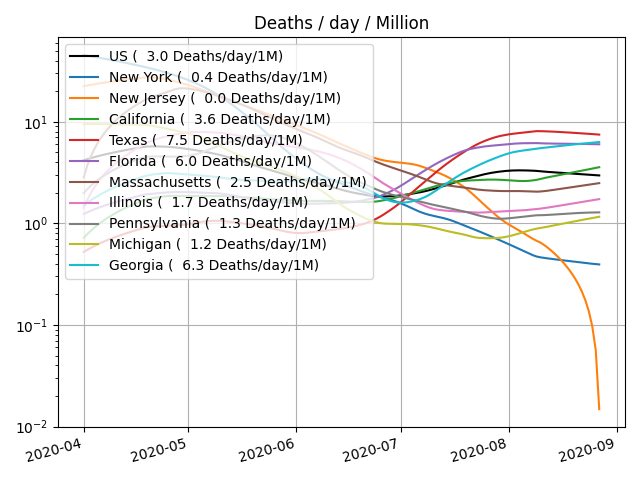 Deaths / day / Million
US (  3.0 Deaths/day/1M)
New York (  0.4 Deaths/day/1M)
New Jersey (  0.0 Deaths/day/1M)
California (  3.6 Deaths/day/1M)
Texas (  7.5 Deaths/day/1M)
Florida (  6.0 Deaths/day/1M)
Massachusetts (  2.5 Deaths/day/1M)
Illinois (  1.7 Deaths/day/1M)
Pennsylvania (  1.3 Deaths/day/1M)
Michigan (  1.2 Deaths/day/1M)
Georgia (  6.3 Deaths/day/1M)
10¹
10⁰
10⁻¹
10⁻²
2020-04
2020-05
2020-06
2020-07
2020-08
2020-09